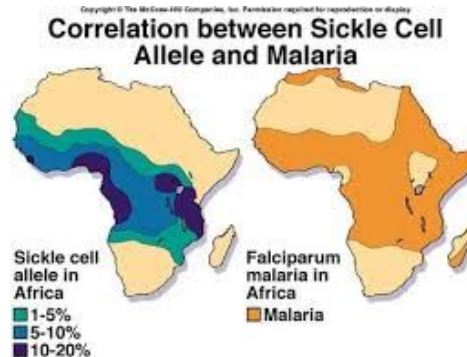 Copyright © The McGraw-Hill Companies, Inc. Permission required for reproduction or display.
Correlation between Sickle Cell
Allele and Malaria
Sickle cell
allele in
Africa
1-5%
5-10%
10-20%
Falciparum
malaria in
Africa
Malaria